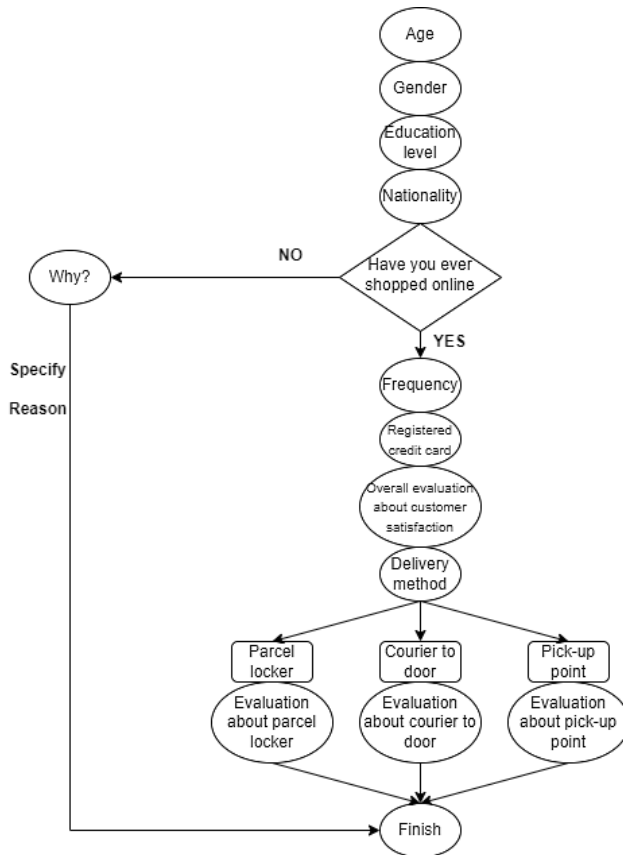 Age
Gender
Education
level
Nationality
Have you ever
shopped online
NO
Why?
YES
Specify
Reason
Frequency
Registered
credit card
Overall evaluation
about customer
satisfaction
Delivery
method
Parcel
locker
Courier to
door
Pick-up
point
Evaluation
about parcel
locker
Evaluation
about courier to
door
Evaluation
about pick-up
point
Finish